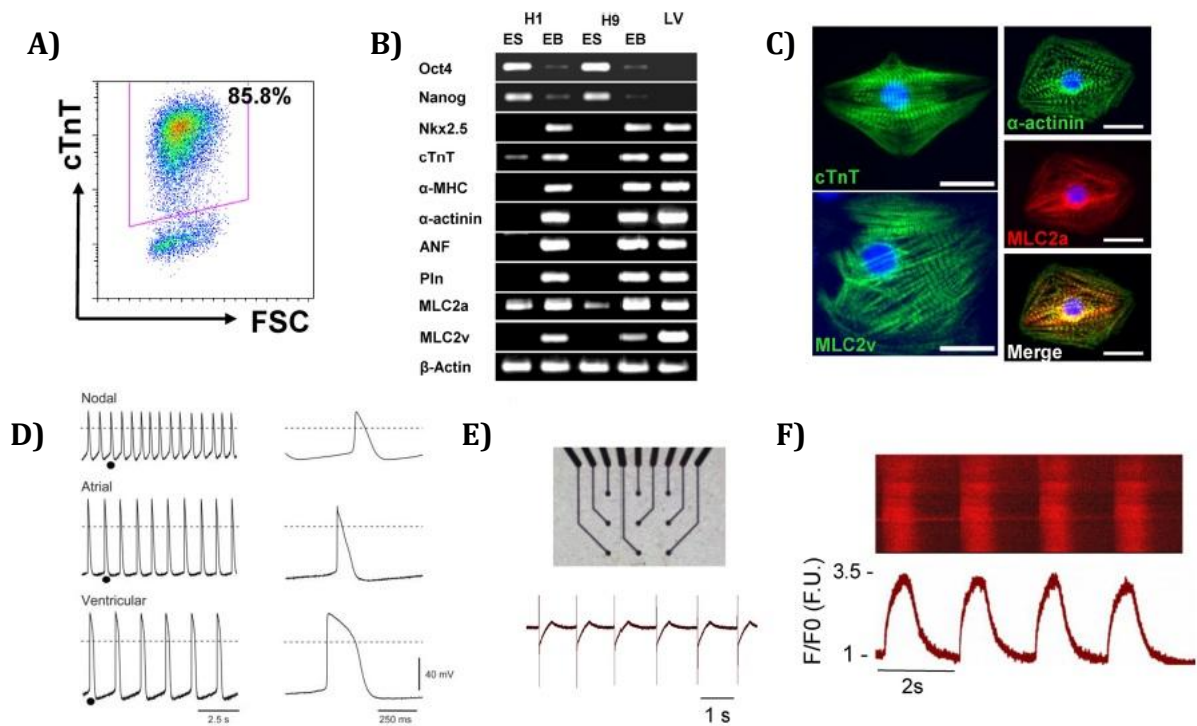 A)
85.8%
cTnT
FSC
B)
H1 H9 LV
ES EB ES EB
Oct4
Nanog
Nkx2.5
cTnT
α-MHC
α-actinin
ANF
Pln
MLC2a
MLC2v
β-Actin
C)
cTnT
MLC2v
α-actinin
MLC2a
Merge
D)
Nodal
Atrial
Ventricular
40 mV
2.5 s
250 ms
E)
1 s
F)
F/F0 (F.U.)
3.5 -
1 -
2s